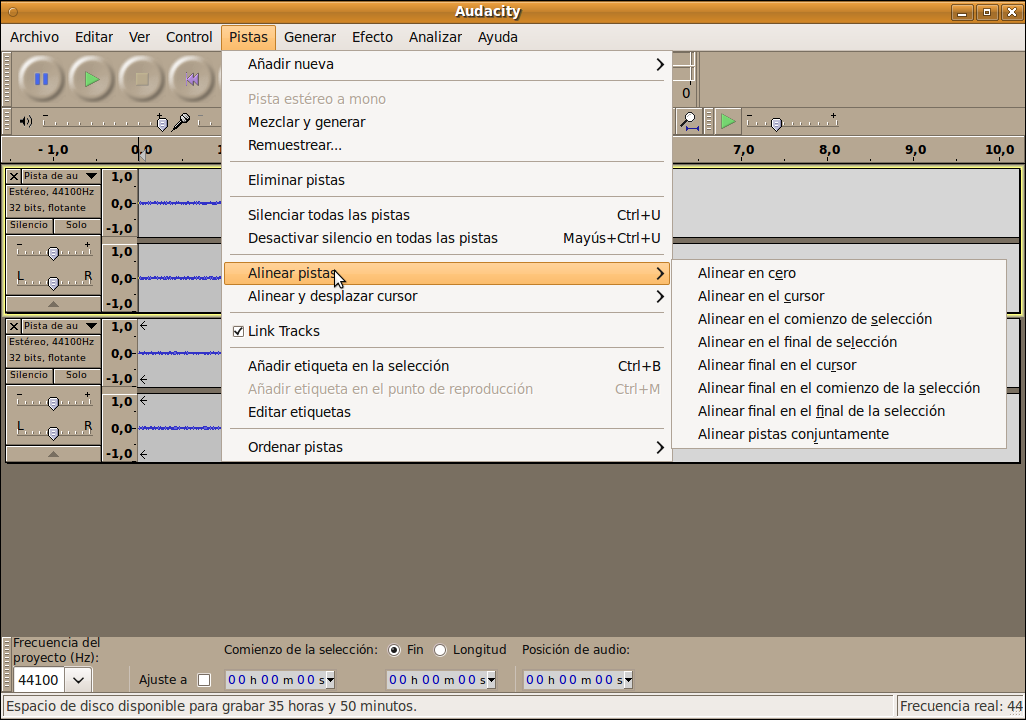 Audacity
Archivo Editar Ver Control Pistas Generar Efecto Analizar Ayuda
Añadir nueva
Pista estéreo a mono
0
Mezclar y generar
Remuestrear...
- 1,0 0,0 1 7,0 8,0 9,0 10,0
Eliminar pistas
Silenciar todas las pistas Ctrl+U
Desactivar silencio en todas las pistas Mayús+Ctrl+U
Alinear pistas
Alinear y desplazar cursor
Link Tracks
Añadir etiqueta en la selección Ctrl+B
Añadir etiqueta en el punto de reproducción Ctrl+M
Editar etiquetas
Ordenar pistas
Alinear en cero
Alinear en el cursor
Alinear en el comienzo de selección
Alinear en el final de selección
Alinear final en el cursor
Alinear final en el comienzo de la selección
Alinear final en el final de la selección
Alinear pistas conjuntamente
Pista de au 1,0
Estéreo, 44100Hz
32 bits, flotante 0,0
Silencio Solo -1,0
1,0
L R 0,0
-1,0
Pista de au 1,0
Estéreo, 44100Hz
32 bits, flotante 0,0
Silencio Solo -1,0
1,0
L R 0,0
-1,0
Frecuencia del
proyecto (Hz):
Comienzo de la selección: Fin Longitud Posición de audio:
44100 Ajuste a 00 h 00 m 00 s 00 h 00 m 00 s 00 h 00 m 00 s
Espacio de disco disponible para grabar 35 horas y 50 minutos. Frecuencia real: 44